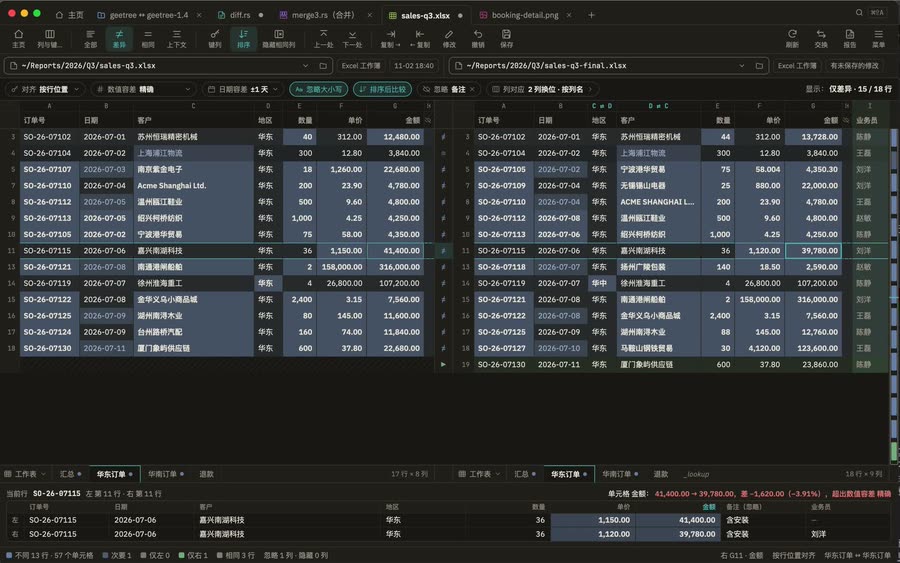 主页 geetree ⇔ geetree-1.4 × diff.rs merge3.rs（合并） × sales-q3.xlsx booking-detail.png × +
主页 列与键… 全部 差异 相同 上下文 键列 排序 隐藏相同列 上一处 下一处 复制→ ←复制 修改 撤销 保存 刷新 交换 报告 菜单
~/Reports/2026/Q3/sales-q3.xlsx Excel 工作簿 11-02 18:40 ~/Reports/2026/Q3/sales-q3-final.xlsx Excel 工作簿 有未保存的修改
对齐 按行位置 # 数值容差 精确 日期容差 ±1 天 Aa 忽略大小写 排序后比较 忽略 备注 × 列对应 2 列换位 · 按列名 显示: 仅差异 · 15 / 18 行
A B C D E F G H A B C ⇄ D D ⇄ C E F G H I
订单号 日期 客户 地区 数量 单价 金额 订单号 日期 客户 地区 数量 单价 金额 业务员
3 SO-26-07102 2026-07-01 苏州恒瑞精密机械 华东 40 312.00 12,480.00 ≠ 3 SO-26-07102 2026-07-01 苏州恒瑞精密机械 华东 44 312.00 13,728.00 陈静
4 SO-26-07104 2026-07-02 上海浦江物流 华东 300 12.80 3,840.00 4 SO-26-07104 2026-07-02 上海浦江物流 华东 300 12.80 3,840.00 王磊
5 SO-26-07107 2026-07-03 南京紫金电子 华东 18 1,260.00 22,680.00 ≠ 5 SO-26-07105 2026-07-02 宁波港华贸易 华东 75 58.004 4,350.30 刘洋
7 SO-26-07110 2026-07-04 Acme Shanghai Ltd. 华东 200 23.90 4,780.00 ≠ 7 SO-26-07109 2026-07-04 无锡锡山电器 华东 25 880.00 22,000.00 刘洋
8 SO-26-07112 2026-07-05 温州瓯江鞋业 华东 500 9.60 4,800.00 ≠ 8 SO-26-07110 2026-07-04 ACME SHANGHAI L… 华东 200 23.90 4,780.00 王磊
9 SO-26-07113 2026-07-05 绍兴柯桥纺织 华东 1,000 4.25 4,250.00 ≠ 9 SO-26-07112 2026-07-08 温州瓯江鞋业 华东 500 9.60 4,800.00 赵敏
10 SO-26-07105 2026-07-02 宁波港华贸易 华东 75 58.00 4,350.00 ≠ 10 SO-26-07113 2026-07-06 绍兴柯桥纺织 华东 1,000 4.25 4,250.00 陈静
11 SO-26-07115 2026-07-06 嘉兴南湖科技 华东 36 1,150.00 41,400.00 ≠ 11 SO-26-07115 2026-07-06 嘉兴南湖科技 华东 36 1,120.00 39,780.00 刘洋
13 SO-26-07121 2026-07-08 南通港闸船舶 华东 2 158,000.00 316,000.00 ≠ 13 SO-26-07118 2026-07-07 扬州广陵包装 华东 140 18.50 2,590.00 赵敏
14 SO-26-07119 2026-07-07 徐州淮海重工 华东 4 26,800.00 107,200.00 ≠ 14 SO-26-07119 2026-07-07 徐州淮海重工 华中 4 26,800.00 107,200.00 陈静
15 SO-26-07122 2026-07-08 金华义乌小商品城 华东 2,400 3.15 7,560.00 ≠ 15 SO-26-07121 2026-07-08 南通港闸船舶 华东 2 158,000.00 316,000.00 刘洋
16 SO-26-07125 2026-07-09 湖州南浔木业 华东 80 145.00 11,600.00 ≠ 16 SO-26-07122 2026-07-08 金华义乌小商品城 华东 2,400 3.15 7,560.00 王磊
17 SO-26-07124 2026-07-09 台州路桥汽配 华东 160 74.00 11,840.00 ≠ 17 SO-26-07125 2026-07-09 湖州南浔木业 华东 88 145.00 12,760.00 陈静
18 SO-26-07130 2026-07-11 厦门象屿供应链 华东 600 37.80 22,680.00 ≠ 18 SO-26-07127 2026-07-10 马鞍山钢铁贸易 华东 30 4,120.00 123,600.00 王磊
19 SO-26-07130 2026-07-11 厦门象屿供应链 华东 600 37.80 23,860.00 陈静
工作表 汇总 华东订单 华南订单 退款 17 行 × 8 列 工作表 汇总 华东订单 华南订单 退款 _lookup 18 行 × 9 列
当前行 SO-26-07115 左 第 11 行 · 右 第 11 行 单元格 金额: 41,400.00 → 39,780.00, 差 −1,620.00（−3.91%）, 超出数值容差 精确
订单号 日期 客户 地区 数量 单价 金额 备注（忽略） 业务员
左 SO-26-07115 2026-07-06 嘉兴南湖科技 华东 36 1,150.00 41,400.00 含安装 —
右 SO-26-07115 2026-07-06 嘉兴南湖科技 华东 36 1,120.00 39,780.00 含安装 刘洋
不同 13 行 · 57 个单元格 次要 1 仅左 0 仅右 1 相同 3 行 忽略 1 列 · 隐藏 0 列 右 G11 · 金额 按行位置对齐 华东订单 ↔ 华东订单